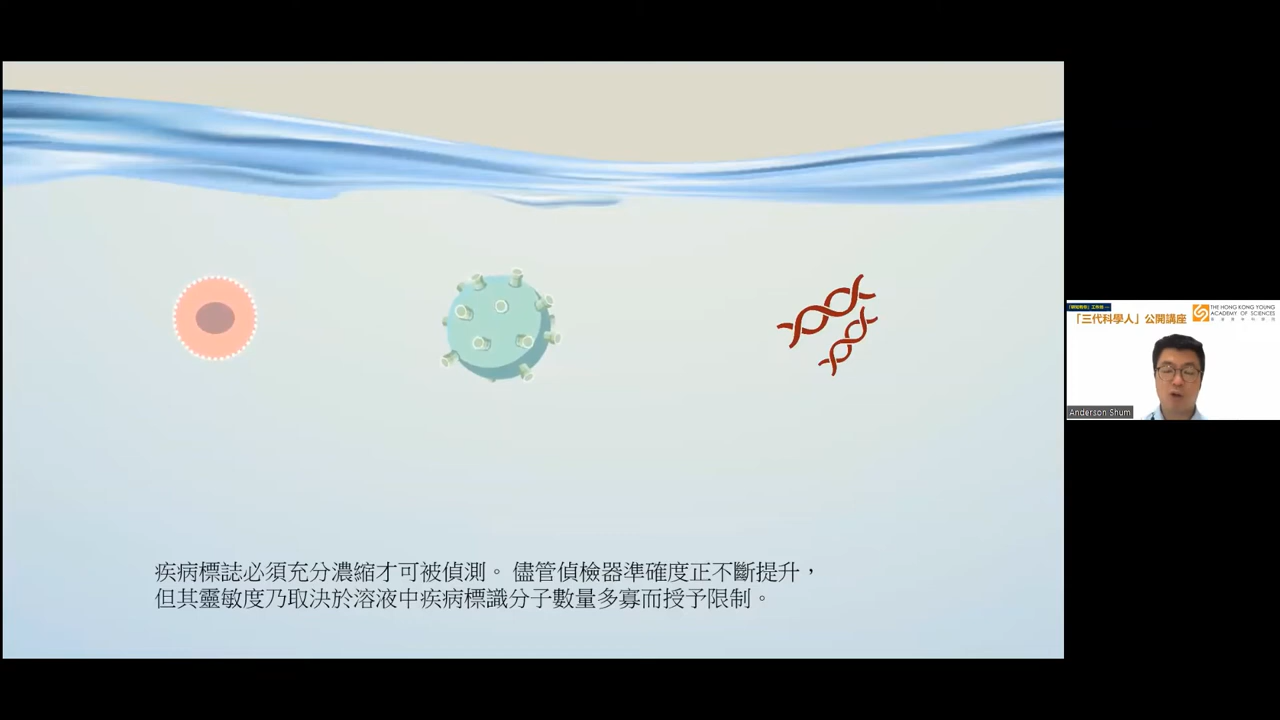 疾病標誌必須充分濃縮才可被偵測。 儘管偵檢器準確度正不斷提升，
但其靈敏度乃取決於溶液中疾病標識分子數量多寡而授予限制。
「三代科學人」公開講座
THE HONG KONG YOUNG
ACADEMY OF SCIENCES
Anderson Shum